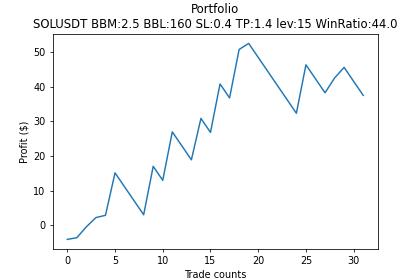 Portfolio
SOLUSDT BBM:2.5 BBL:160 SL:0.4 TP:1.4 lev:15 WinRatio:44.0
Profit ($)
50
40
30
20
10
0
0 5 10 15 20 25 30
Trade counts